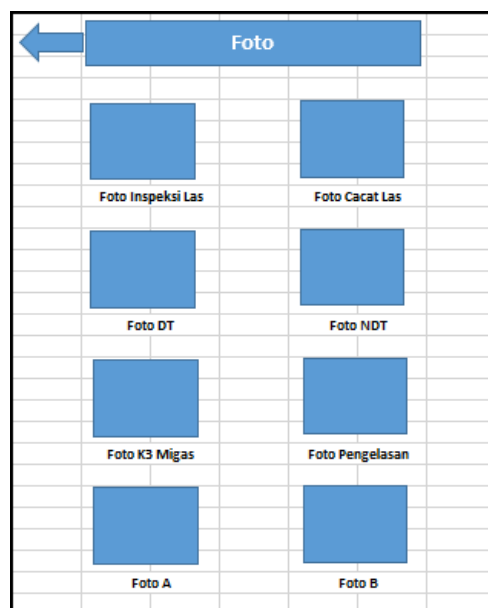 Foto
Foto Inspeksi Las
Foto Cacat Las
Foto DT
Foto NDT
Foto K3 Migas
Foto Pengelasan
Foto A
Foto B